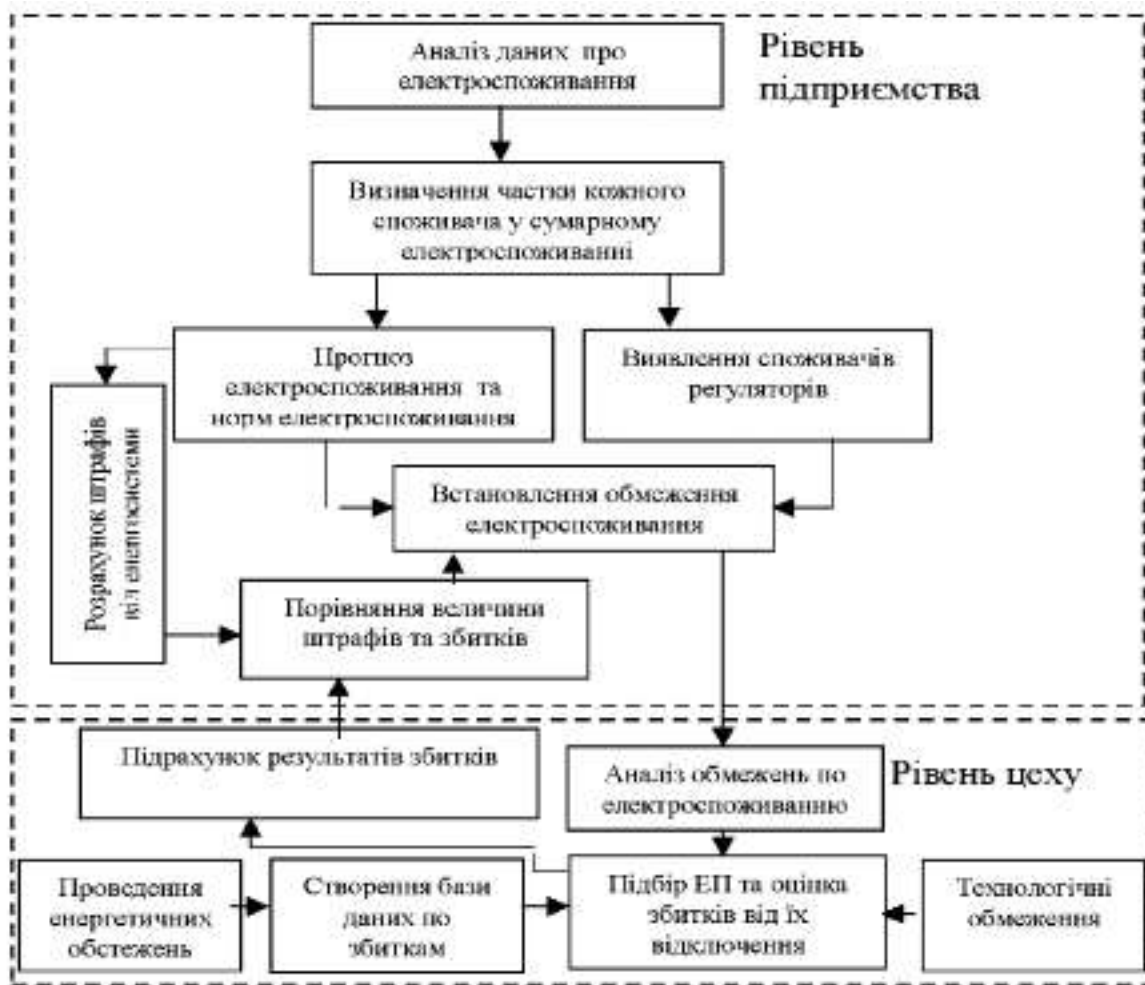 Аналіз даних про
електроспоживання
Рівень
підприємства
Визначення частки кожного
споживача у сумарному
електроспоживанні
Прогноз
електроспоживання та
норм електроспоживання
Виявлення споживачів
регуляторів
Розрахунок штрафів
від енергосистеми
Встановлення обмеження
електроспоживання
Порівняння величини
штрафів та збитків
Підрахунок результатів збитків
Аналіз обмежень по
електроспоживанню
Рівень цеху
Проведення
енергетичних
обстежень
Створення бази
даних по
збиткам
Підбір ЕП та оцінка
збитків від їх
відключення
Технологічні
обмеження